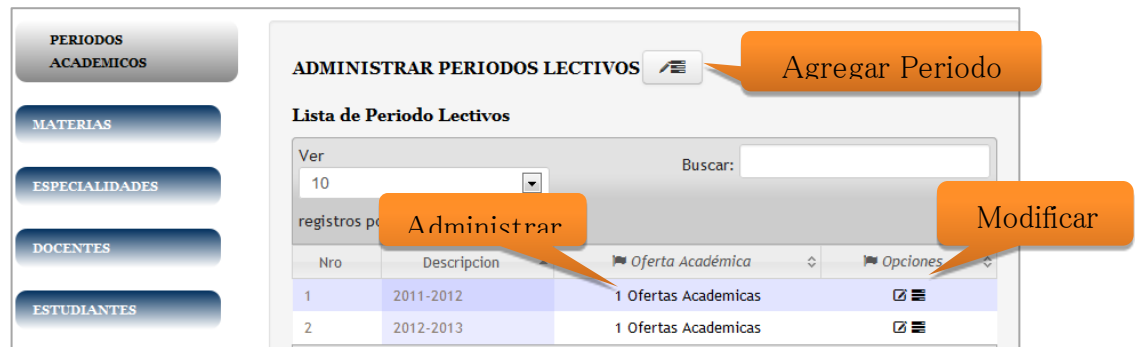 PERIODOS
ACADEMICOS
MATERIAS
ESPECIALIDADES
DOCENTES
ESTUDIANTES
ADMINISTRAR PERIODOS LECTIVOS
Agregar Periodo
Lista de Periodo Lectivos
Ver
Buscar:
10
registros
Administrar
Modificar
Nro Descripcion Oferta Académica Opciones
1 2011-2012 1 Ofertas Academicas
2 2012-2013 1 Ofertas Academicas